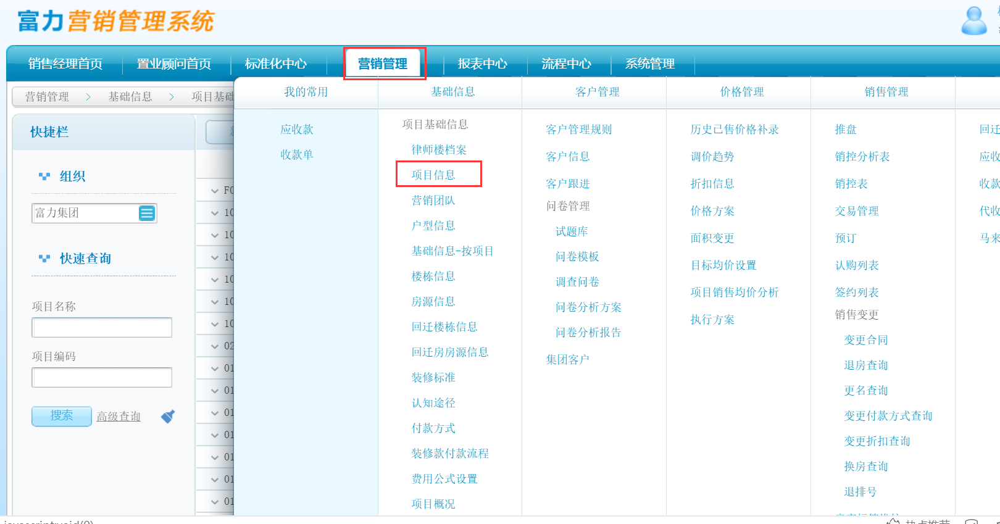 富力营销管理系统
销售经理首页 置业顾问首页 标准化中心 营销管理 报表中心 流程中心 系统管理
营销管理 > 基础信息 > 项目基础
快捷栏
组织
富力集团
快速查询
项目名称
项目编码
搜索 高级查询
F0
10
10
10
10
10
10
02
01
01
01
01
01
01
01
我的常用
应收款
收款单
基础信息
项目基础信息
律师楼档案
项目信息
营销团队
户型信息
基础信息-按项目
楼栋信息
房源信息
回迁楼栋信息
回迁房房源信息
装修标准
认知途径
付款方式
装修款付款流程
费用公式设置
项目概况
客户管理
客户管理规则
客户信息
客户跟进
问卷管理
试题库
问卷模板
调查问卷
问卷分析方案
问卷分析报告
集团客户
价格管理
历史已售价格补录
调价趋势
折扣信息
价格方案
面积变更
目标均价设置
项目销售均价分析
执行方案
销售管理
推盘
销控分析表
销控表
交易管理
预订
认购列表
签约列表
销售变更
变更合同
退房查询
更名查询
变更付款方式查询
变更折扣查询
换房查询
退排号
回迁
应收
收款
代收
马来
javascript:void(0)
热点推荐